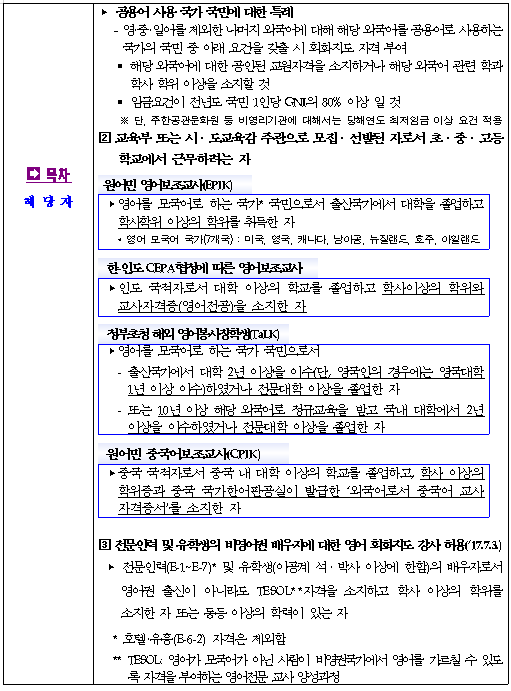 ▶ 공용어 사용 국가 국민에 대한 특례
- 영·중·일어를 제외한 나머지 외국어에 대해 해당 외국어를 공용어로 사용하는
국가의 국민 중 아래 요건을 갖출 시 회화지도 자격 부여
▪ 해당 외국어에 대한 공인된 교원자격을 소지하거나 해당 외국어 관련 학과
학사 학위 이상을 소지할 것
▪ 임금요건이 전년도 국민 1인당 GNI의 80% 이상 일 것
※ 단, 주한공관문화원 등 비영리기관에 대해서는 당해연도 최저임금 이상 요건 적용
2 교육부 또는 시·도교육감 주관으로 모집·선발된 자로서 초·중·고등
학교에서 근무하려는 자
➡ 목차
해 당 자
원어민 영어보조교사(EPIK)
▶영어를 모국어로 하는 국가* 국민으로서 출신국가에서 대학을 졸업하고
학사학위 이상의 학위를 취득한 자
* 영어 모국어 국가(7개국) : 미국, 영국, 캐나다, 남아공, 뉴질랜드, 호주, 아일랜드
한·인도 CEPA협정에 따른 영어보조교사
▶인도 국적자로서 대학 이상의 학교를 졸업하고 학사이상의 학위와
교사자격증(영어전공)을 소지한 자
정부초청 해외 영어봉사장학생(TaLK)
▶영어를 모국어로 하는 국가 국민으로서
- 출신국가에서 대학 2년 이상을 이수(단, 영국인의 경우에는 영국대학
1년 이상 이수)하였거나 전문대학 이상을 졸업한 자
- 또는 10년 이상 해당 외국어로 정규교육을 받고 국내 대학에서 2년
이상을 이수하였거나 전문대학 이상을 졸업한 자
원어민 중국어보조교사(CPIK)
▶중국 국적자로서 중국 내 대학 이상의 학교를 졸업하고, 학사 이상의
학위증과 중국 국가한어판공실이 발급한 '외국어로서 중국어 교사
자격증서'를 소지한 자
3 전문인력 및 유학생의 비영어권 배우자에 대한 영어 회화지도 강사 허용('17.7.3.)
▶ 전문인력(E-1~E-7)* 및 유학생(이공계 석·박사 이상에 한함)의 배우자로서
영어권 출신이 아니라도 TESOL**자격을 소지하고 학사 이상의 학위를
소지한 자 또는 동등 이상의 학력이 있는 자
* 호텔·유흥(E-6-2) 자격은 제외함
** TESOL: 영어가 모국어가 아닌 사람이 비영권국가에서 영어를 가르칠 수 있도
록 자격을 부여하는 영어전문 교사 양성과정